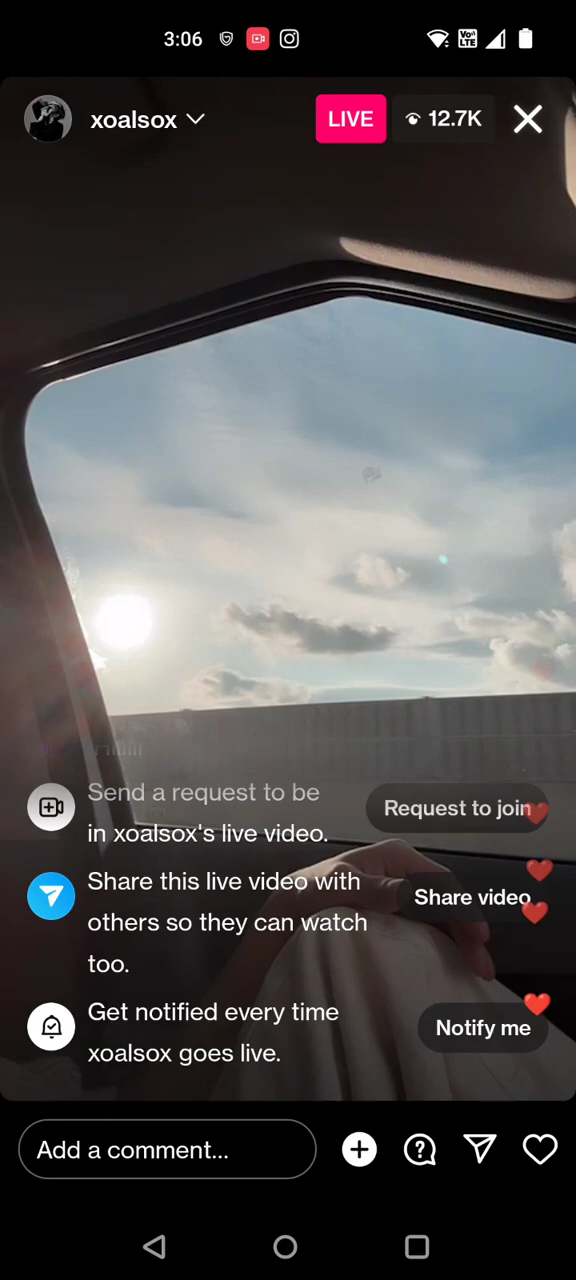 3:06
Vo LTE
xoalsox
LIVE
12.7K
Send a request to be
in xoalsox's live video.
Request to join
Share this live video with
others so they can watch
too.
Share video
Get notified every time
xoalsox goes live.
Notify me
Add a comment...